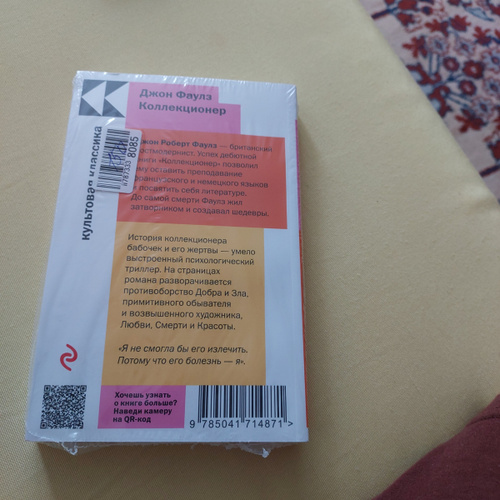 Джон Фаулз
Коллекционер
культовая классика
8085
Джон Роберт Фаулз — британский
постмодернист. Успех дебютной
книги «Коллекционер» позволил
ему оставить преподавание
французского и немецкого языков
и посвятить себя литературе.
До самой смерти Фаулз жил
затворником и создавал шедевры.
История коллекционера
бабочек и его жертвы — умело
выстроенный психологический
триллер. На страницах
романа разворачивается
противоборство Добра и Зла,
примитивного обывателя
и возвышенного художника,
Любви, Смерти и Красоты.
«Я не смогла бы его излечить.
Потому что его болезнь — я».
Хочешь узнать
о книге больше?
Наведи камеру
на QR-код
9 785041 714871 >